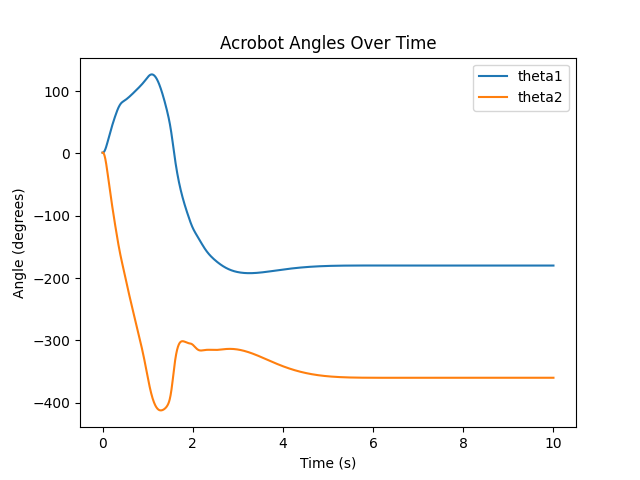 Acrobot Angles Over Time
theta1
theta2
100
0
−100
−200
−300
−400
Angle (degrees)
0 2 4 6 8 10
Time (s)